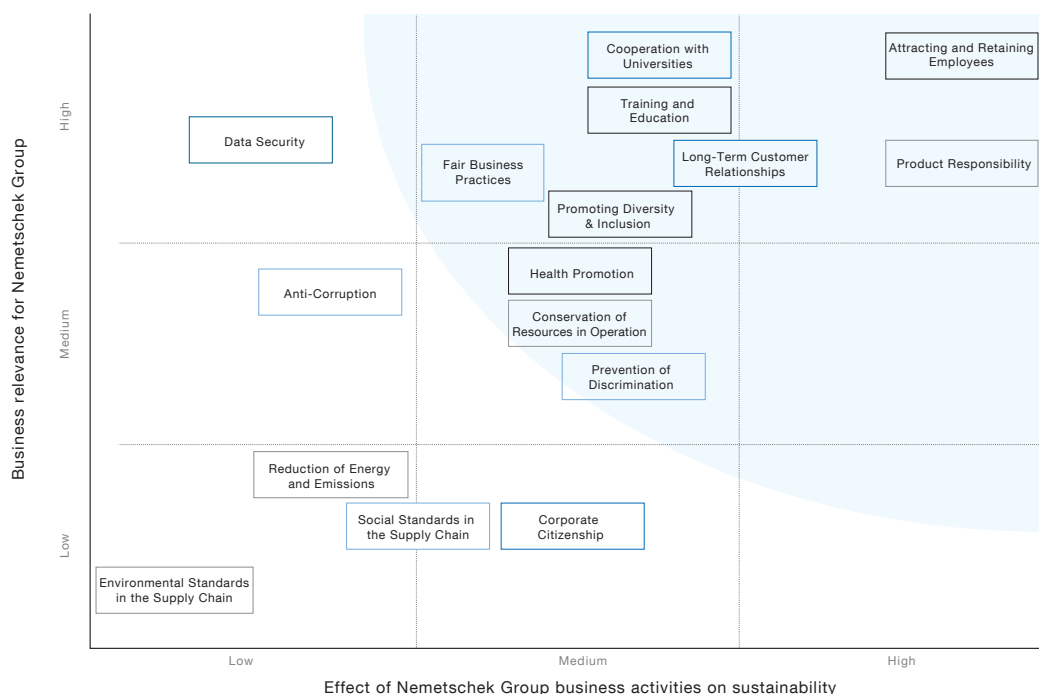 Business relevance for Nemetschek Group
High
Medium
Low
Cooperation with
Universities
Attracting and Retaining
Employees
Training and
Education
Data Security
Fair Business
Practices
Long-Term Customer
Relationships
Product Responsibility
Promoting Diversity
& Inclusion
Health Promotion
Anti-Corruption
Conservation of
Resources in Operation
Prevention of
Discrimination
Reduction of Energy
and Emissions
Social Standards in
the Supply Chain
Corporate
Citizenship
Environmental Standards
in the Supply Chain
Low
Medium
High
Effect of Nemetschek Group business activities on sustainability